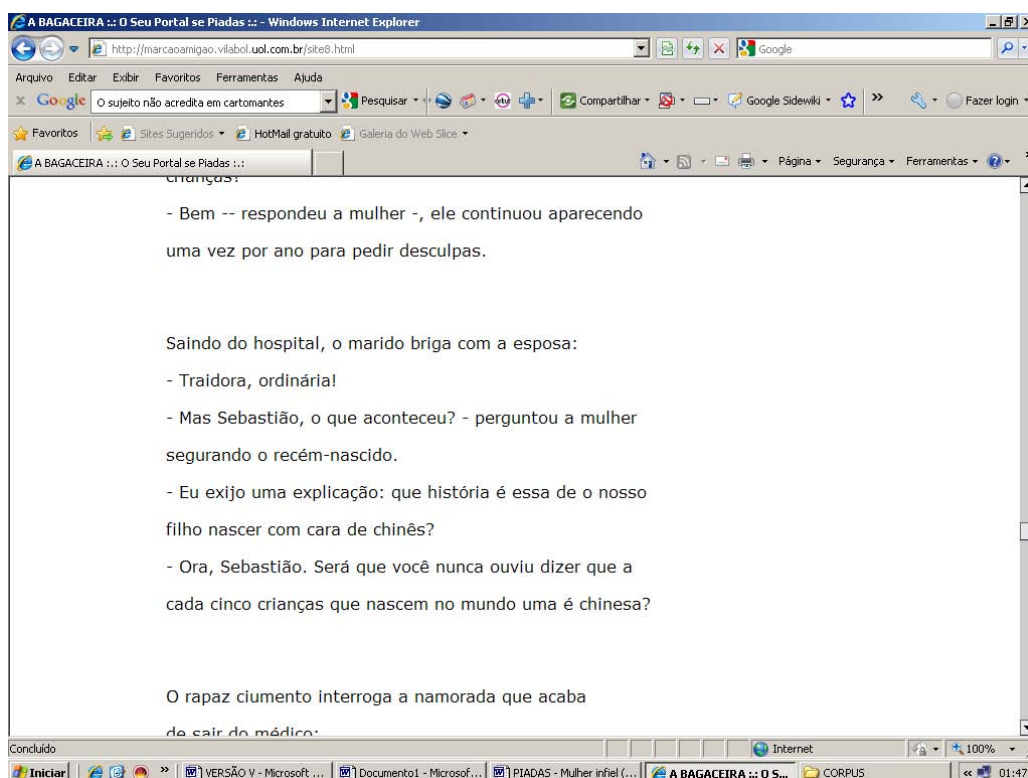 A BAGACEIRA :.: O Seu Portal se Piadas :.: - Windows Internet Explorer
http://marcaoamigao.vilabol.uol.com.br/site8.html
Google
Arquivo Editar Exibir Favoritos Ferramentas Ajuda
Google O sujeito não acredita em cartomantes Pesquisar Compartilhar Google Sidewiki Fazer login
Favoritos Sites Sugeridos HotMail gratuito Galeria do Web Slice
A BAGACEIRA :.: O Seu Portal se Piadas :.: Página Segurança Ferramentas
crianças?
- Bem -- respondeu a mulher -, ele continuou aparecendo
uma vez por ano para pedir desculpas.
Saindo do hospital, o marido briga com a esposa:
- Traidora, ordinária!
- Mas Sebastião, o que aconteceu? - perguntou a mulher
segurando o recém-nascido.
- Eu exijo uma explicação: que história é essa de o nosso
filho nascer com cara de chinês?
- Ora, Sebastião. Será que você nunca ouviu dizer que a
cada cinco crianças que nascem no mundo uma é chinesa?
O rapaz ciumento interroga a namorada que acaba
de sair do médico:
Concluído Internet 100%
Iniciar VERSÃO V - Microsoft ... Documento1 - Microsof... PIADAS - Mulher infiel (... A BAGACEIRA :.: O S... CORPUS 01:47